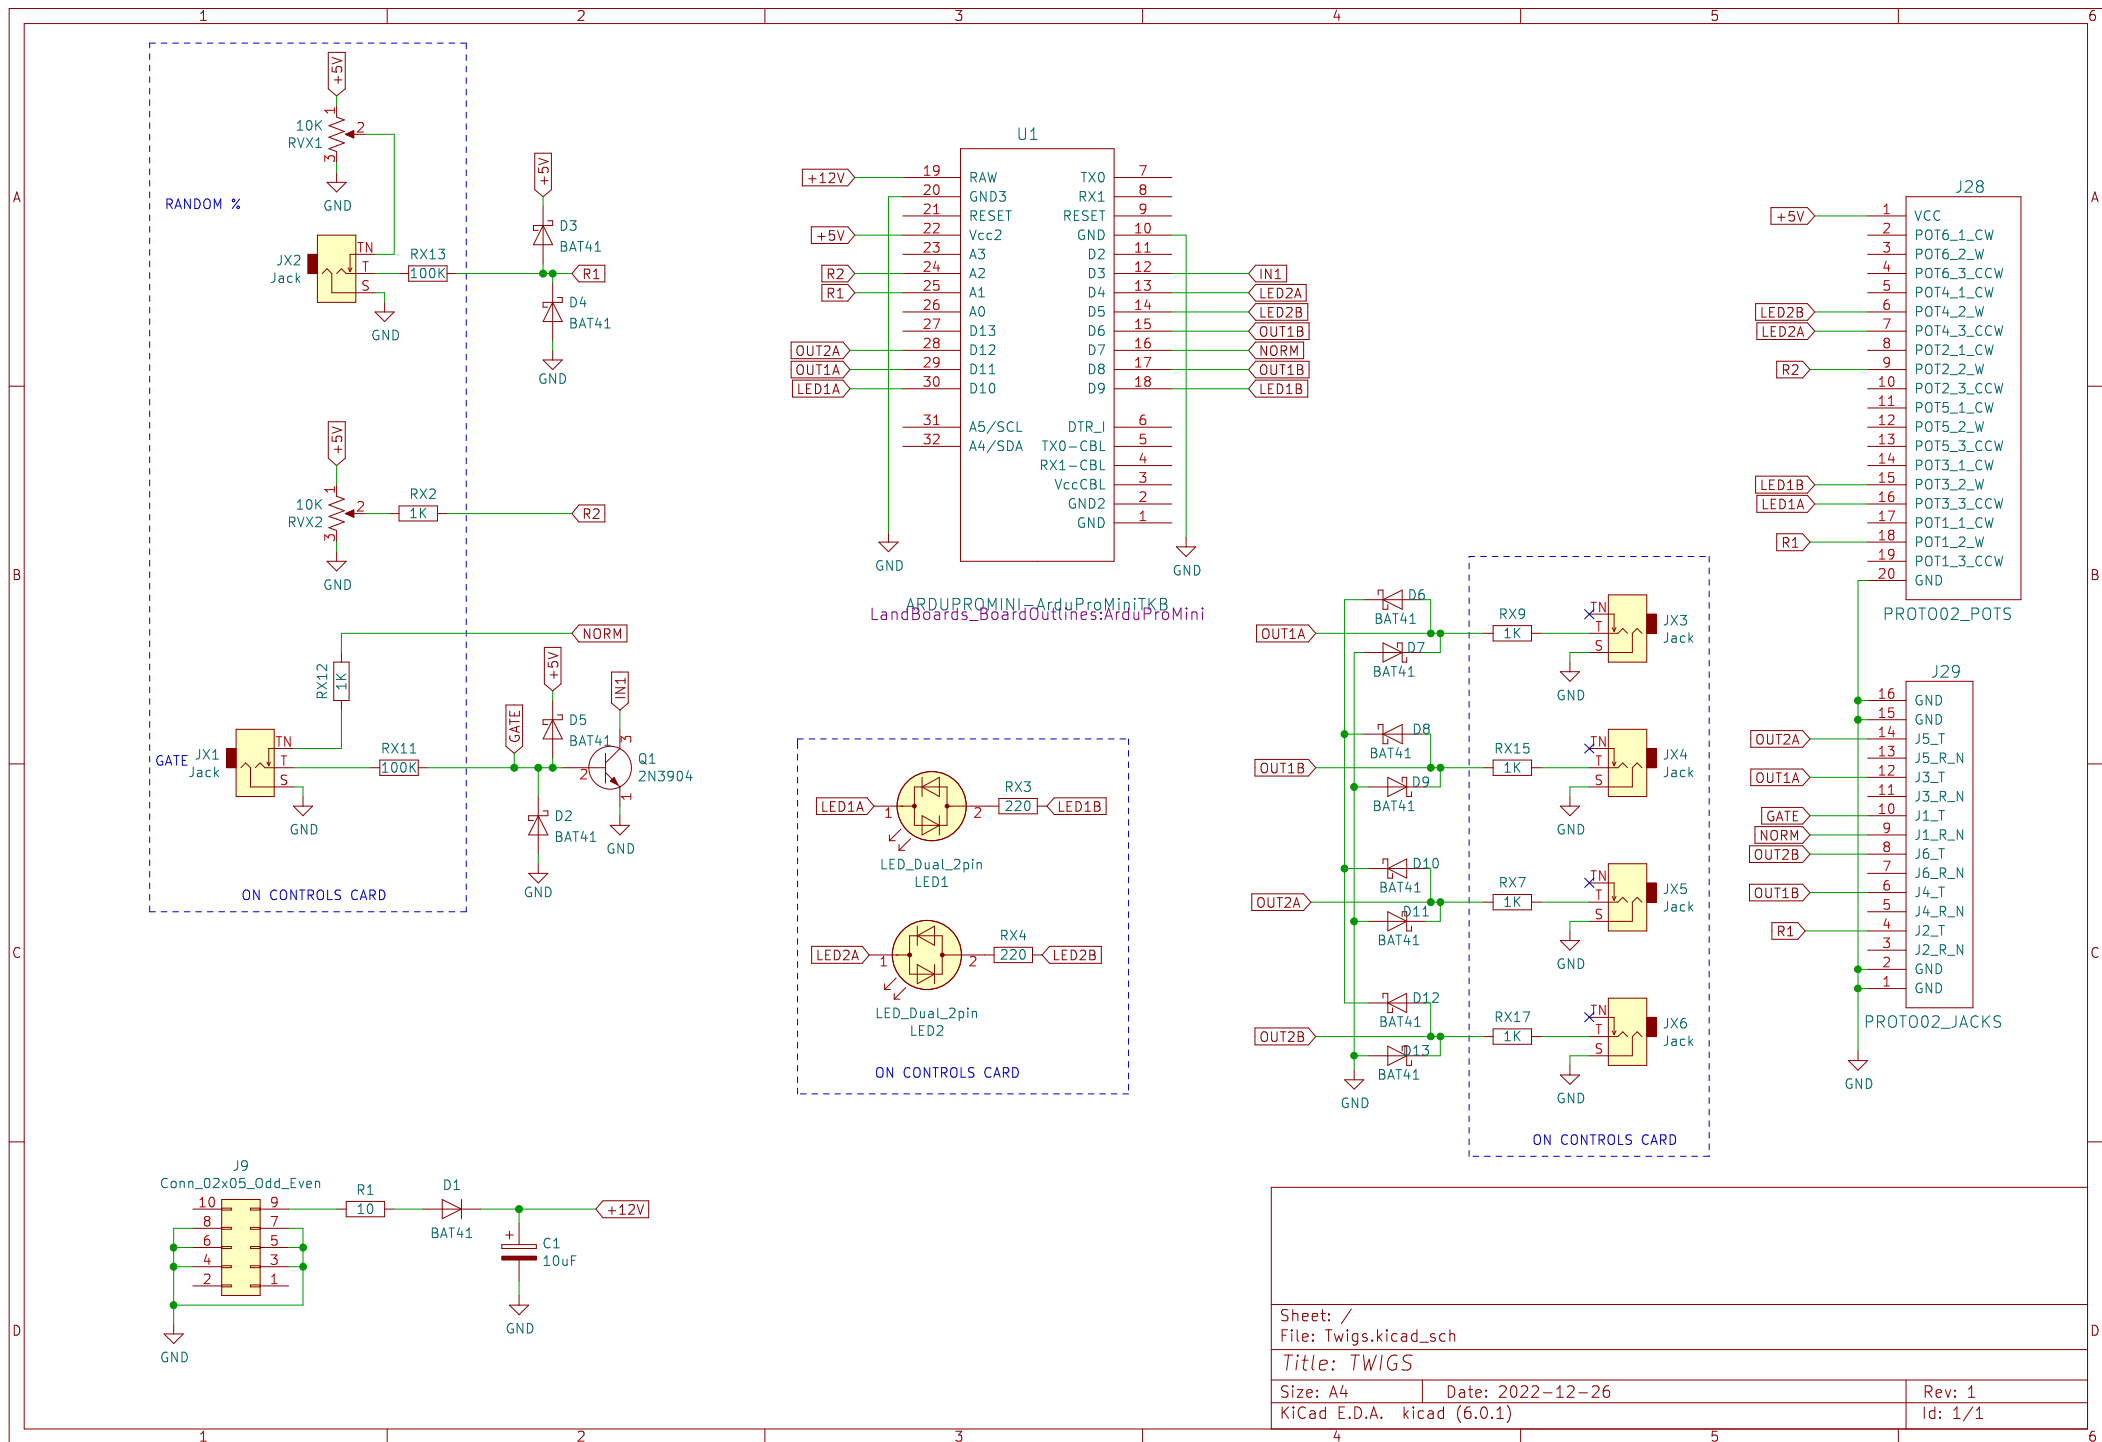 1 2 3 4 5 6
A
B
C
D
+5V
1
10K
RVX1
2
3
GND
RANDOM %
JX2
Jack
TN
T
S
RX13
100K
GND
+5V
D3
BAT41
R1
D4
BAT41
GND
+5V
1
10K
RVX2
2
3
GND
RX2
1K
R2
NORM
RX12
1K
GATE
JX1
Jack
TN
T
S
GND
RX11
100K
GATE
+5V
D5
BAT41
IN1
3
2
1
Q1
2N3904
GND
D2
BAT41
GND
ON CONTROLS CARD
U1
+12V 19 RAW
20 GND3
21 RESET
+5V 22 Vcc2
23 A3
R2 24 A2
R1 25 A1
26 A0
27 D13
OUT2A 28 D12
OUT1A 29 D11
LED1A 30 D10
31 A5/SCL
32 A4/SDA
TX0 7
RX1 8
RESET 9
GND 10
D2 11
D3 12 IN1
D4 13 LED2A
D5 14 LED2B
D6 15 OUT1B
D7 16 NORM
D8 17 OUT1B
D9 18 LED1B
DTR_I 6
TX0-CBL 5
RX1-CBL 4
VccCBL 3
GND2 2
GND 1
GND
GND
ARDUPROMINI-ArduProMiniTKB
LandBoards_BoardOutlines:ArduProMini
LED1A
1
2
RX3
220
LED1B
LED_Dual_2pin
LED1
LED2A
1
2
RX4
220
LED2B
LED_Dual_2pin
LED2
ON CONTROLS CARD
D6
BAT41
OUT1A
D7
BAT41
RX9
1K
TN
T
S
JX3
Jack
GND
D8
BAT41
OUT1B
D9
BAT41
RX15
1K
TN
T
S
JX4
Jack
GND
D10
BAT41
OUT2A
D11
BAT41
RX7
1K
TN
T
S
JX5
Jack
GND
D12
BAT41
OUT2B
D13
BAT41
GND
RX17
1K
TN
T
S
JX6
Jack
GND
ON CONTROLS CARD
J28
+5V 1 VCC
2 POT6_1_CW
3 POT6_2_W
4 POT6_3_CCW
5 POT4_1_CW
LED2B 6 POT4_2_W
LED2A 7 POT4_3_CCW
8 POT2_1_CW
R2 9 POT2_2_W
10 POT2_3_CCW
11 POT5_1_CW
12 POT5_2_W
13 POT5_3_CCW
14 POT3_1_CW
LED1B 15 POT3_2_W
LED1A 16 POT3_3_CCW
17 POT1_1_CW
R1 18 POT1_2_W
19 POT1_3_CCW
20 GND
PROTO02_POTS
J29
16 GND
15 GND
OUT2A 14 J5_T
13 J5_R_N
OUT1A 12 J3_T
11 J3_R_N
GATE 10 J1_T
NORM 9 J1_R_N
OUT2B 8 J6_T
7 J6_R_N
OUT1B 6 J4_T
5 J4_R_N
R1 4 J2_T
3 J2_R_N
2 GND
1 GND
PROTO02_JACKS
GND
J9
Conn_02x05_Odd_Even
10 9
8 7
6 5
4 3
2 1
GND
R1
10
D1
BAT41
+12V
+
C1
10uF
GND
Sheet: /
File: Twigs.kicad_sch
Title: TWIGS
Size: A4 Date: 2022-12-26 Rev: 1
KiCad E.D.A. kicad (6.0.1) Id: 1/1
A
B
C
D
1 2 3 4 5 6